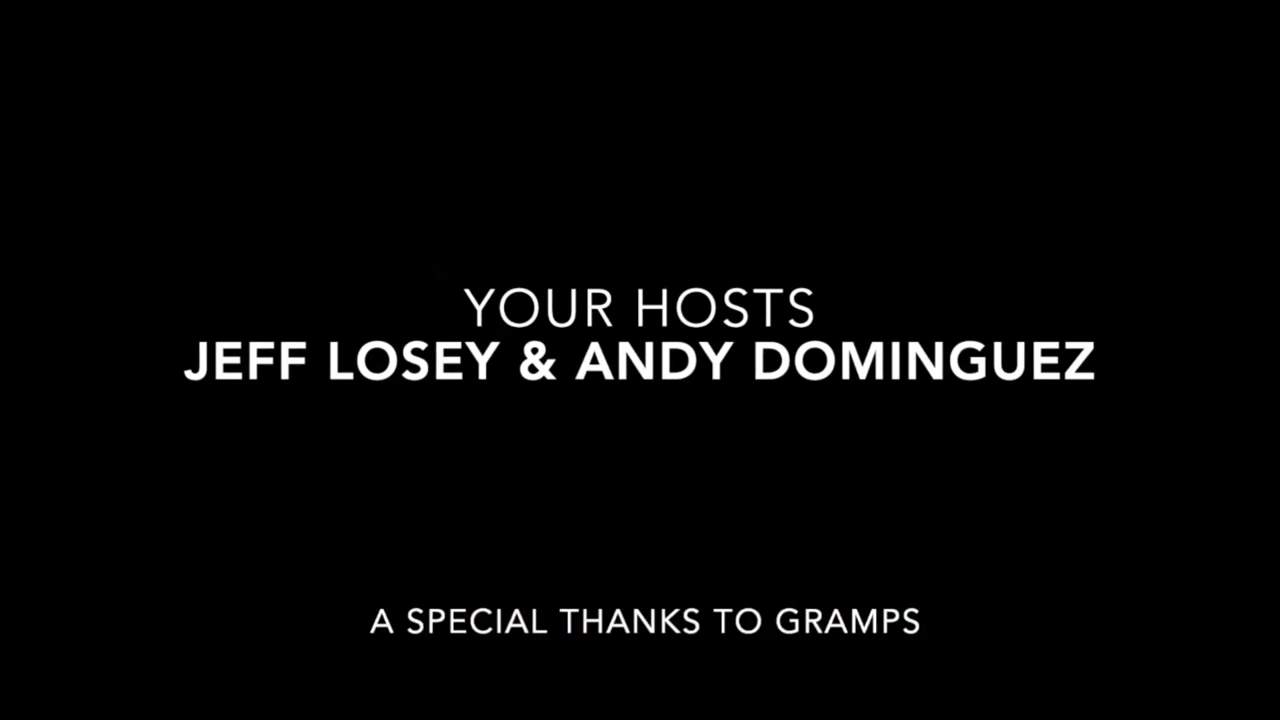 YOUR HOSTS
JEFF LOSEY & ANDY DOMINGUEZ
A SPECIAL THANKS TO GRAMPS